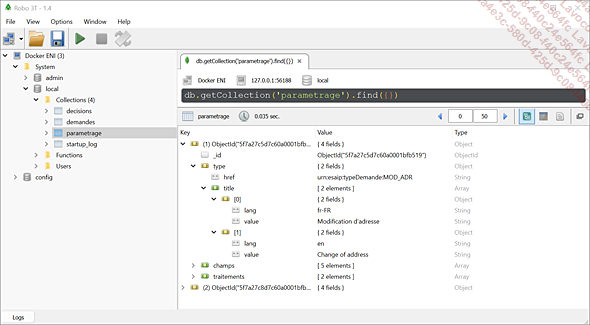 Robo 3T - 1.4
File View Options Window Help
Docker ENI (3)
System
admin
local
Collections (4)
decisions
demandes
parametrage
startup_log
Functions
Users
config
db.getCollection('parametrage').find({})
Docker ENI 127.0.0.1:56188 local
db.getCollection('parametrage').find({})
parametrage 0.035 sec. 0 50
Key Value Type
(1) ObjectId("5f7a27c5d7c60a0001bfb... { 4 fields } Object
_id ObjectId("5f7a27c5d7c60a0001bfb519") ObjectId
type { 2 fields } Object
href urn:esaip:typeDemande:MOD_ADR String
title [ 2 elements ] Array
[0] { 2 fields } Object
lang fr-FR String
value Modification d'adresse String
[1] { 2 fields } Object
lang en String
value Change of address String
champs [ 5 elements ] Array
traitements [ 2 elements ] Array
(2) ObjectId("5f7a27c8d7c60a0001bfb... { 4 fields } Object
Logs